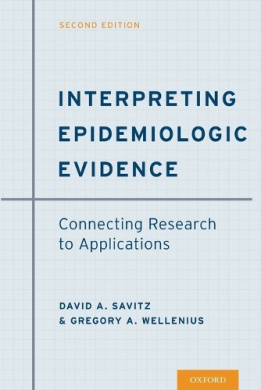 SECOND EDITION
INTERPRETING
EPIDEMIOLOGIC
EVIDENCE
Connecting Research
to Applications
DAVID A. SAVITZ
& GREGORY A. WELLENIUS
OXFORD